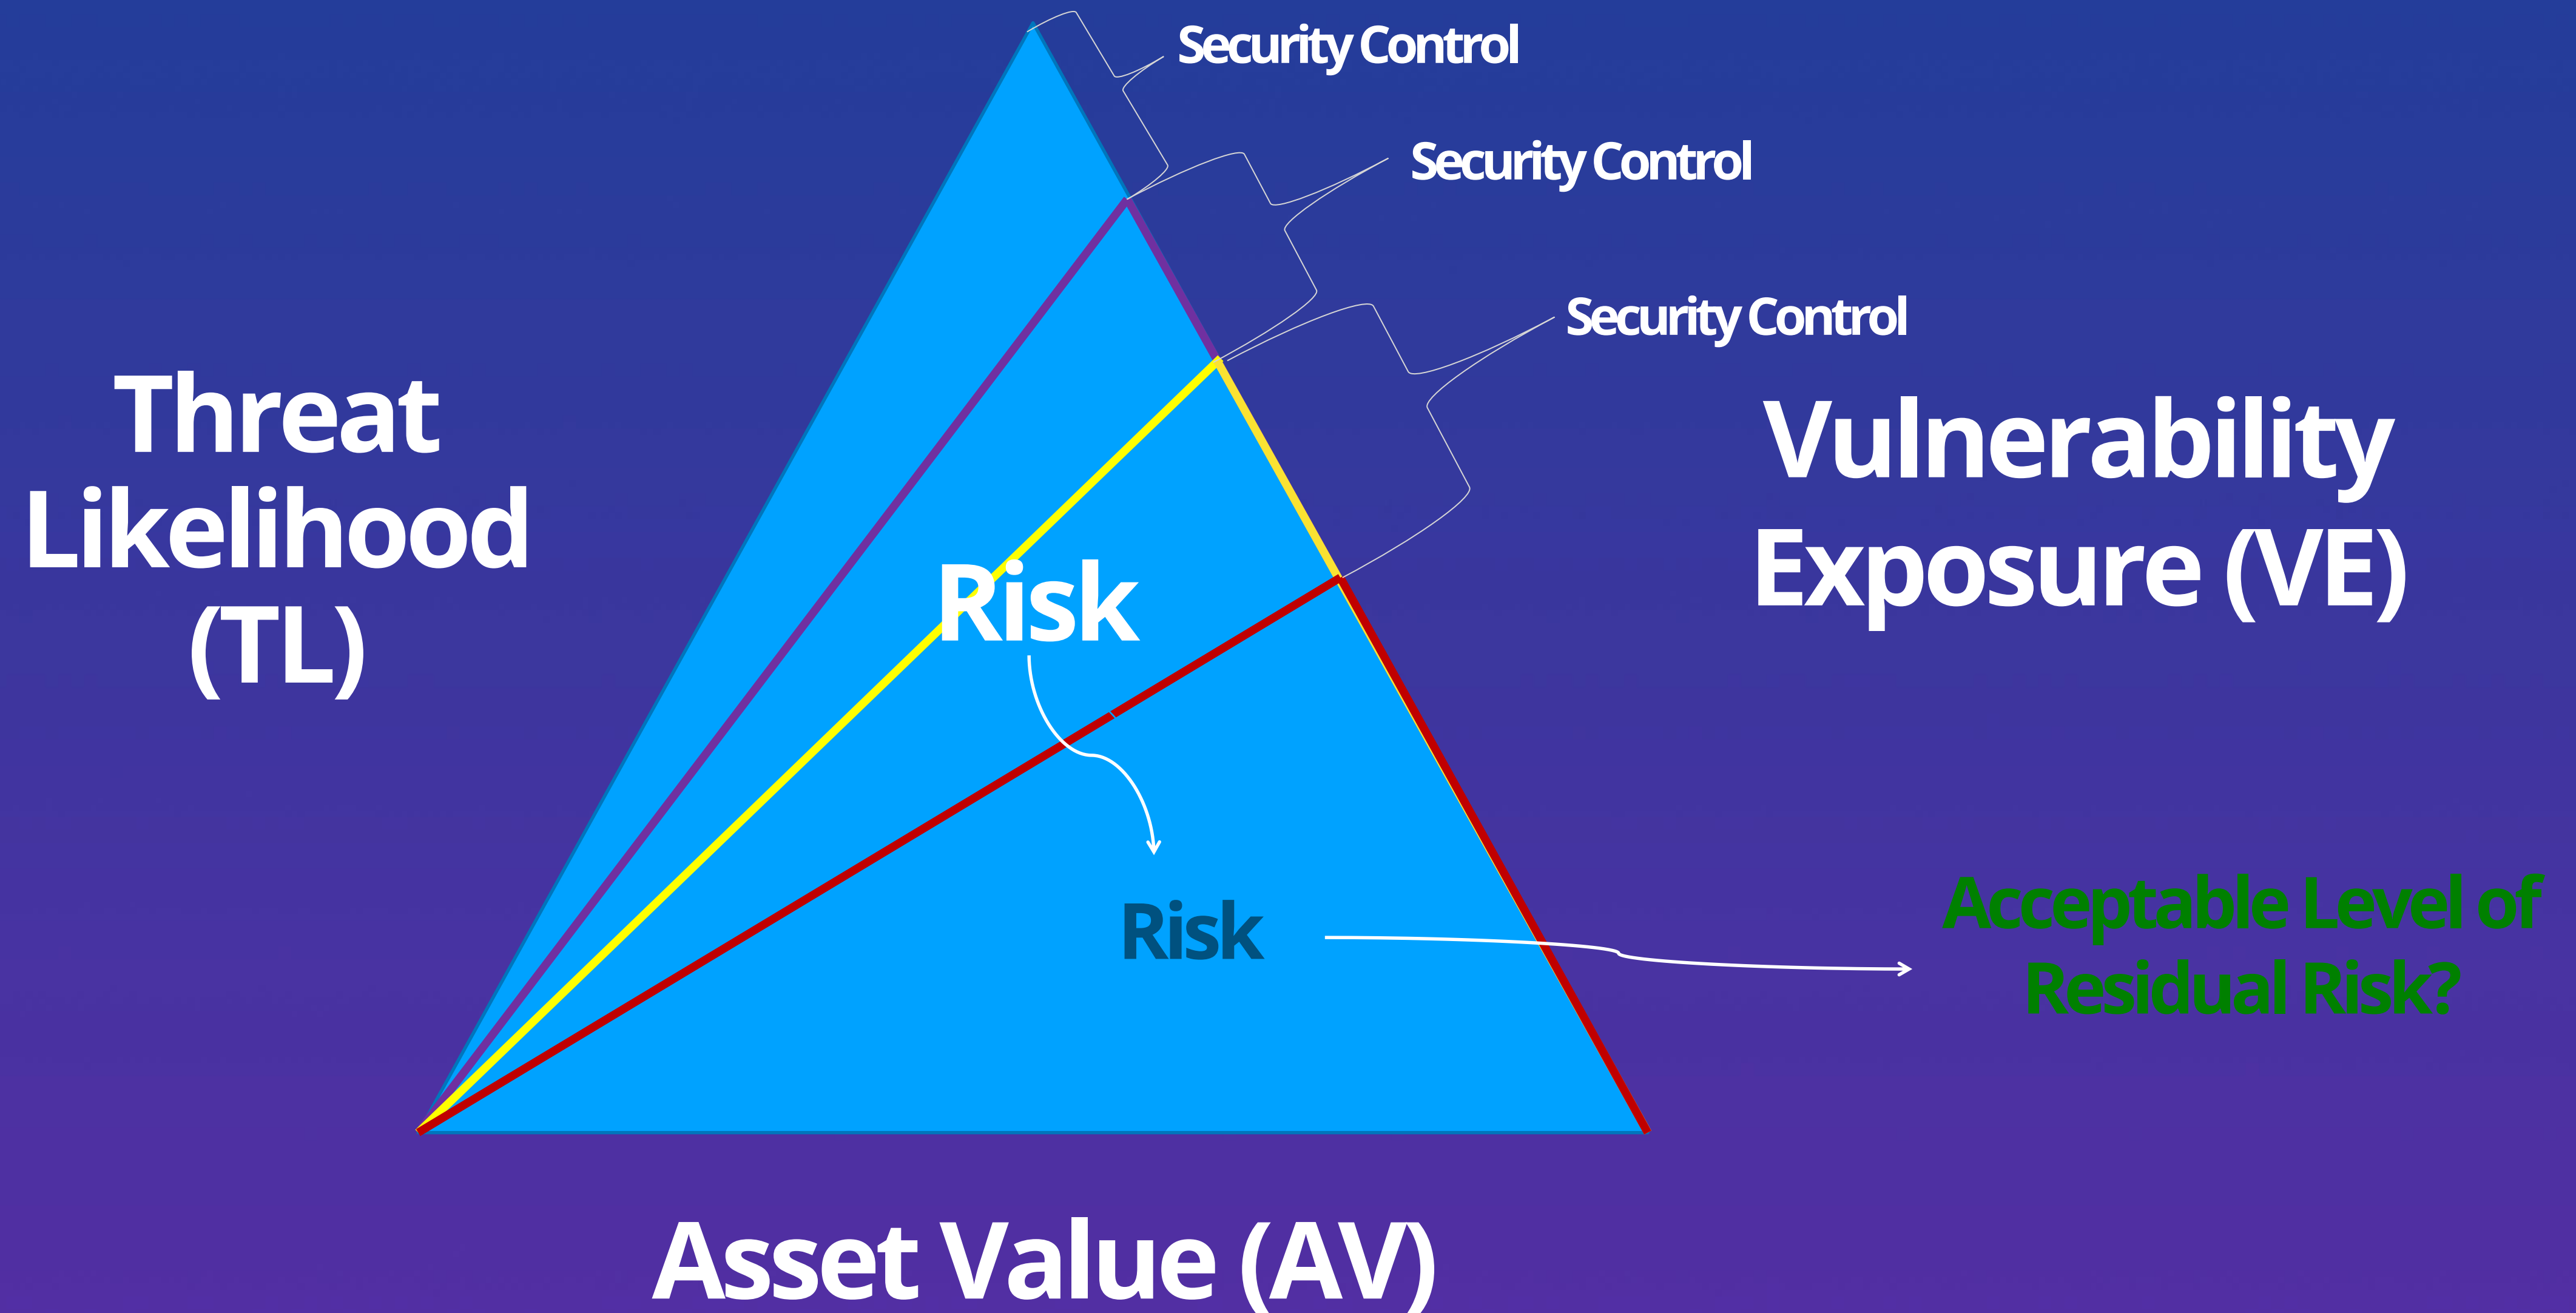 Security Control
Security Control
Security Control
Threat
Likelihood
(TL)
Vulnerability
Exposure (VE)
Risk
Risk
Acceptable Level of
Residual Risk?
Asset Value (AV)